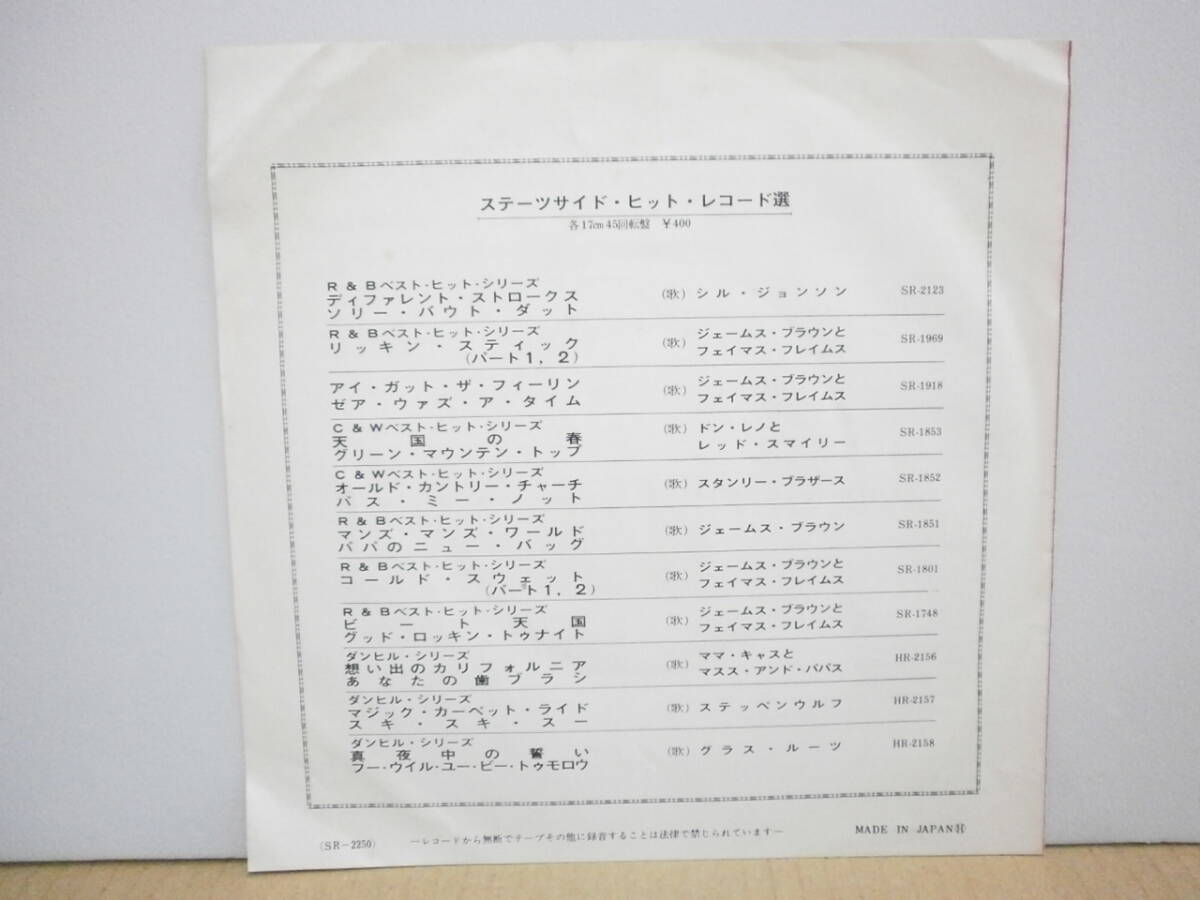 ステーツサイド・ヒット・レコード選
各17cm 45回転盤 ¥400
R & Bベスト・ヒット・シリーズ
ディファレント・ストロークス
ソリー・バウト・ダット
(歌) シル・ジョンソン
SR-2123
R & Bベスト・ヒット・シリーズ
リッキン・スティック
(パート1, 2)
(歌) ジェームス・ブラウンと
フェイマス・フレイムス
SR-1969
アイ・ガット・ザ・フィーリン
ゼア・ウァズ・ア・タイム
(歌) ジェームス・ブラウンと
フェイマス・フレイムス
SR-1918
C & Wベスト・ヒット・シリーズ
天国の春
グリーン・マウンテン・トップ
(歌) ドン・レノと
レッド・スマイリー
SR-1853
C & Wベスト・ヒット・シリーズ
オールド・カントリー・チャーチ
パス・ミー・ノット
(歌) スタンリー・ブラザース
SR-1852
R & Bベスト・ヒット・シリーズ
マンズ・マンズ・ワールド
パパのニュー・バッグ
(歌) ジェームス・ブラウン
SR-1851
R & Bベスト・ヒット・シリーズ
コールド・スウェット
(パート1, 2)
(歌) ジェームス・ブラウンと
フェイマス・フレイムス
SR-1801
R & Bベスト・ヒット・シリーズ
ビート天国
グッド・ロッキン・トゥナイト
(歌) ジェームス・ブラウンと
フェイマス・フレイムス
SR-1748
ダンヒル・シリーズ
想い出のカリフォルニア
あなたの歯ブラシ
(歌) ママ・キャスと
マスス・アンド・パパス
HR-2156
ダンヒル・シリーズ
マジック・カーペット・ライド
スキ・スキ・スー
(歌) ステッペンウルフ
HR-2157
ダンヒル・シリーズ
真夜中の誓い
フー・ウイル・ユー・ビー・トゥモロウ
(歌) グラス・ルーツ
HR-2158
(SR-2250)
—レコードから無断でテープその他に録音することは法律で禁じられています—
MADE IN JAPAN Ⓗ